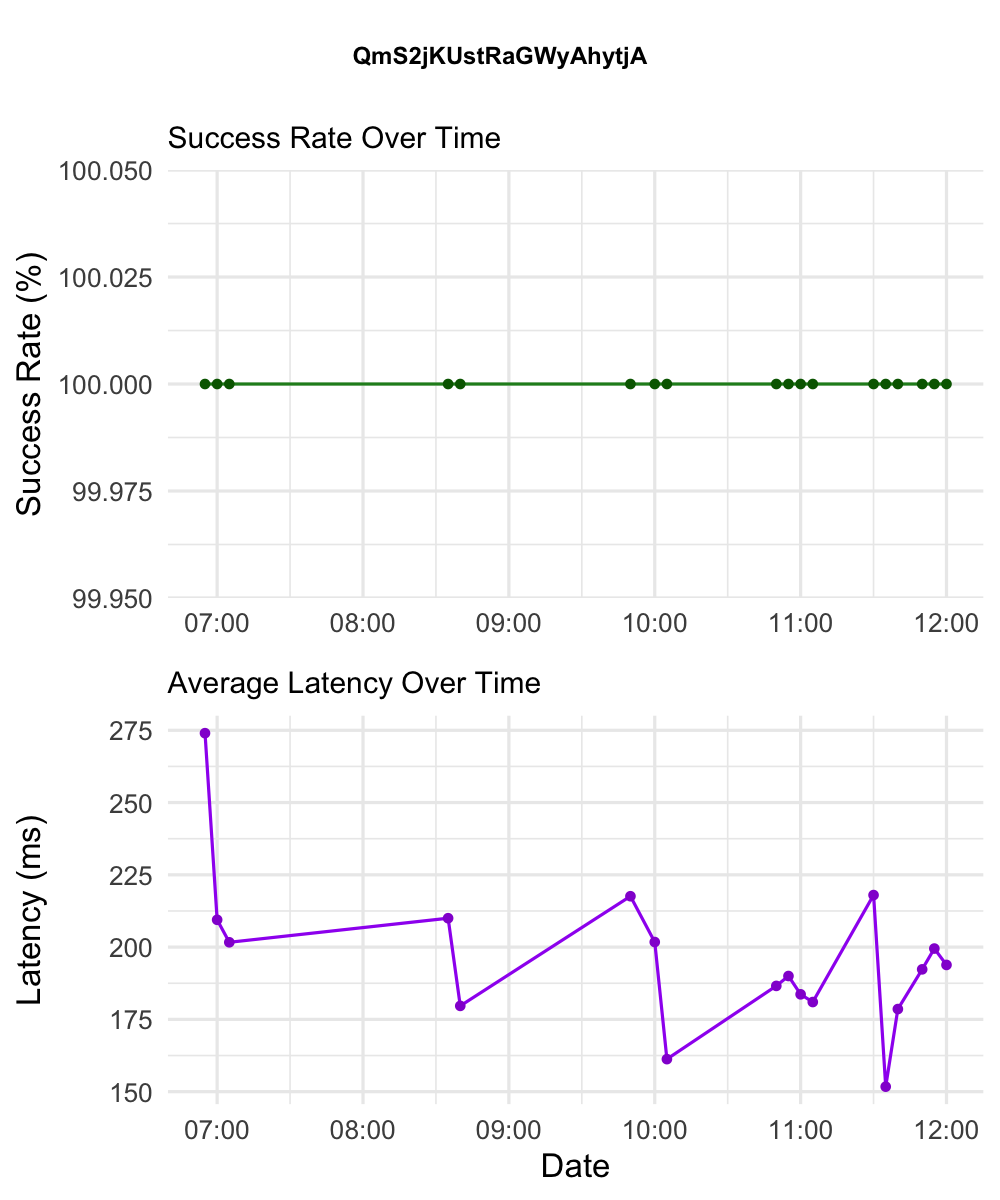 QmS2jKUstRaGWyAhytjA
Success Rate Over Time
100.050
100.025
100.000
99.975
99.950
Success Rate (%)
07:00 08:00 09:00 10:00 11:00 12:00
Average Latency Over Time
275
250
225
200
175
150
Latency (ms)
07:00 08:00 09:00 10:00 11:00 12:00
Date